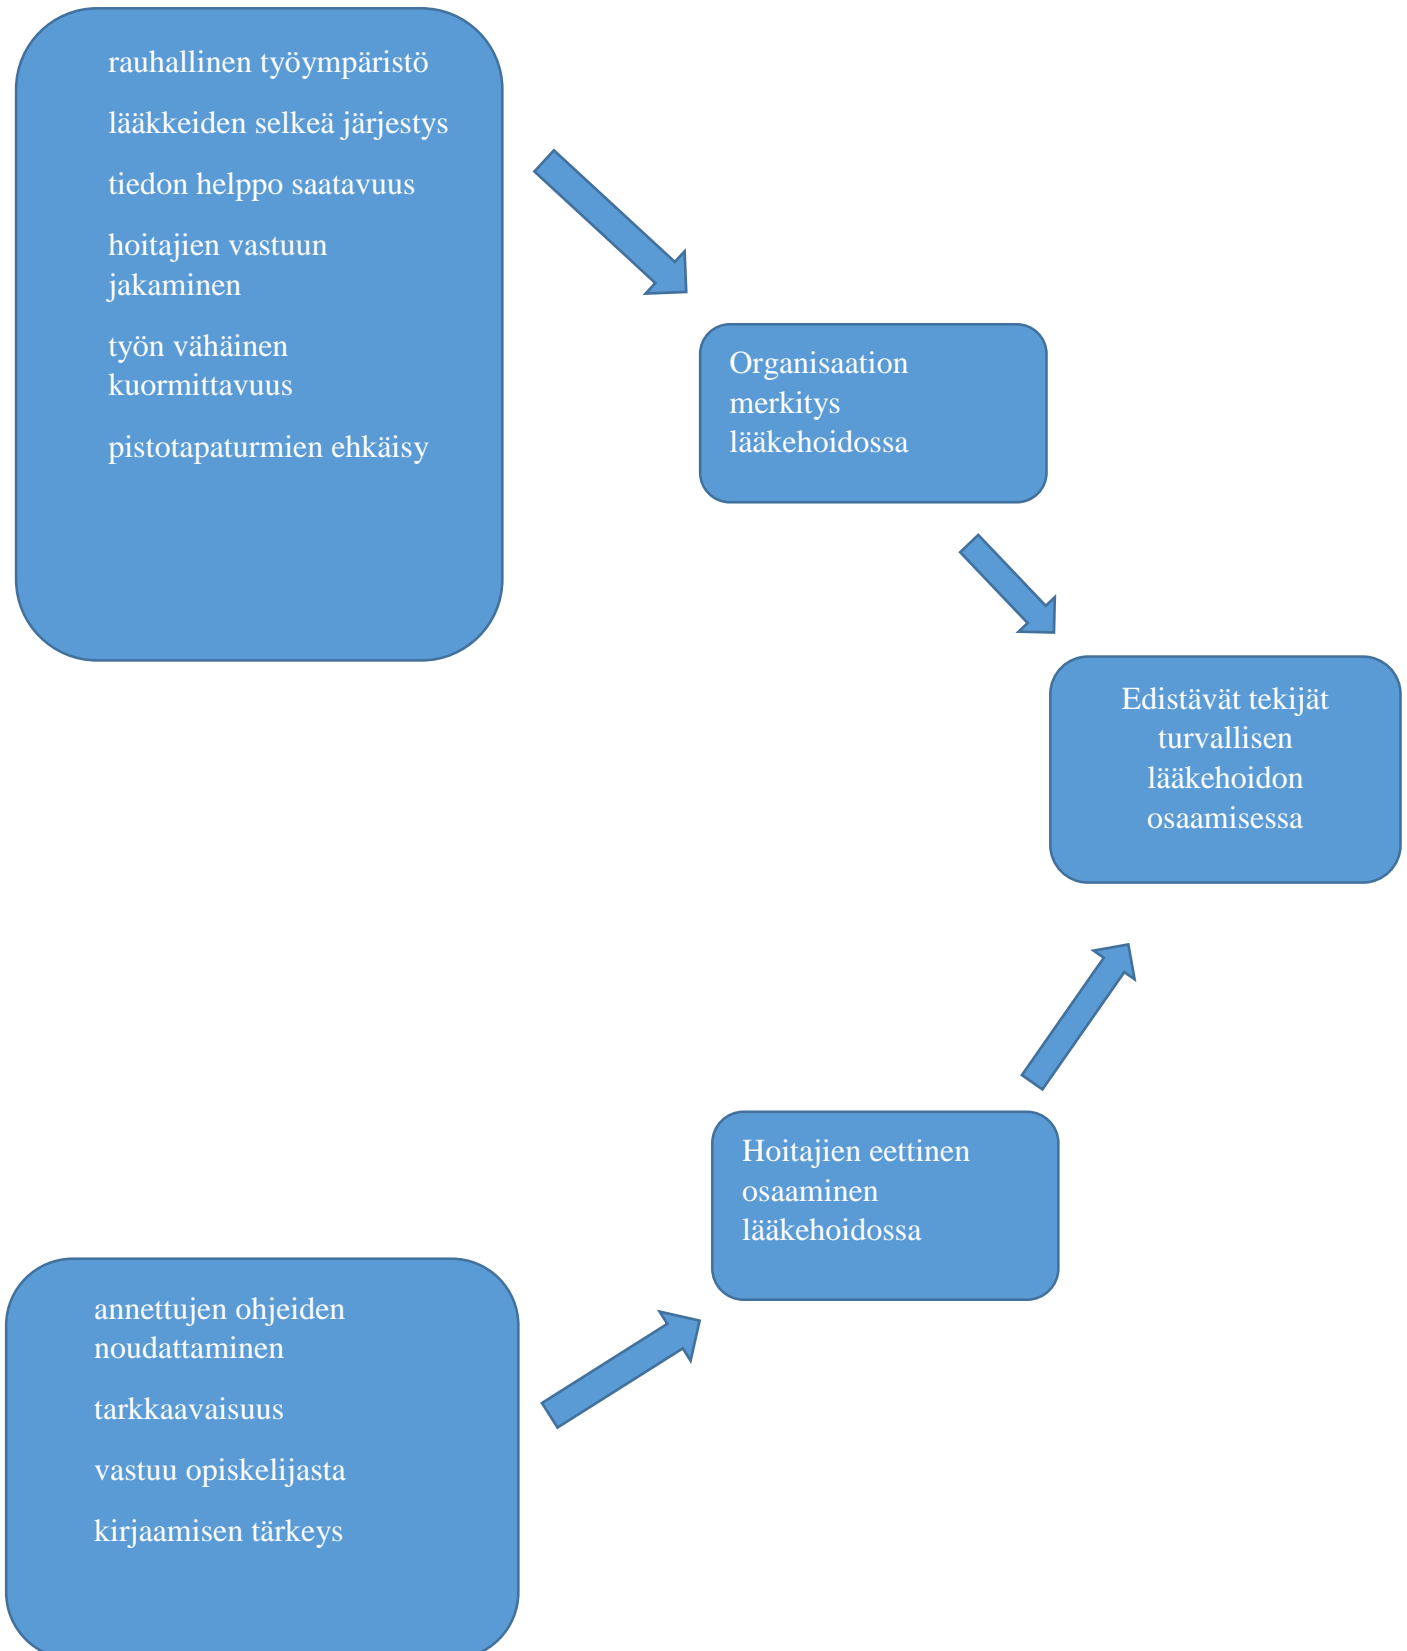 rauhallinen työympäristö
lääkkeiden selkeä järjestys
tiedon helppo saatavuus
hoitajien vastuun
jakaminen
työn vähäinen
kuormittavuus
pistotapaturmien ehkäisy
Organisaation
merkitys
lääkehoidossa
Edistävät tekijät
turvallisen
lääkehoidon
osaamisessa
Hoitajien eettinen
osaaminen
lääkehoidossa
annettujen ohjeiden
noudattaminen
tarkkaavaisuus
vastuu opiskelijasta
kirjaamisen tärkeys